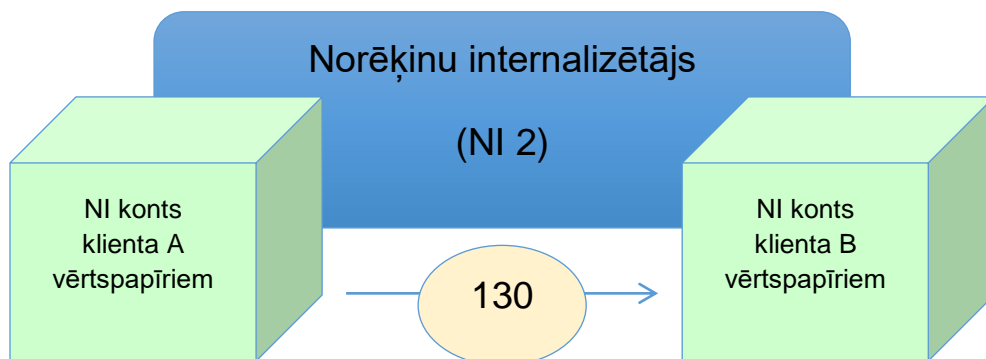 Norēķinu internalizētājs
(NI 2)
NI konts
klienta A
vērtspapīriem
NI konts
klienta B
vērtspapīriem
130